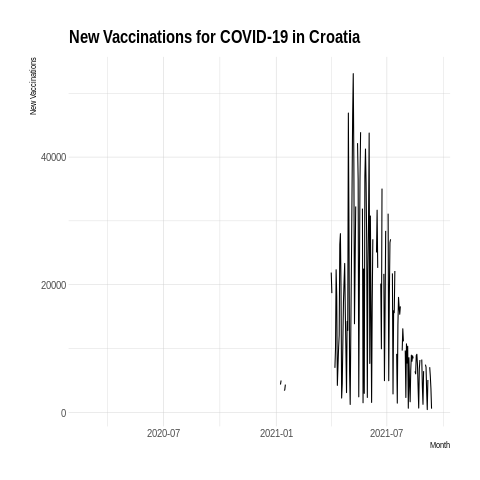 New Vaccinations for COVID-19 in Croatia
New Vaccinations
40000
20000
0
2020-07 2021-01 2021-07
Month